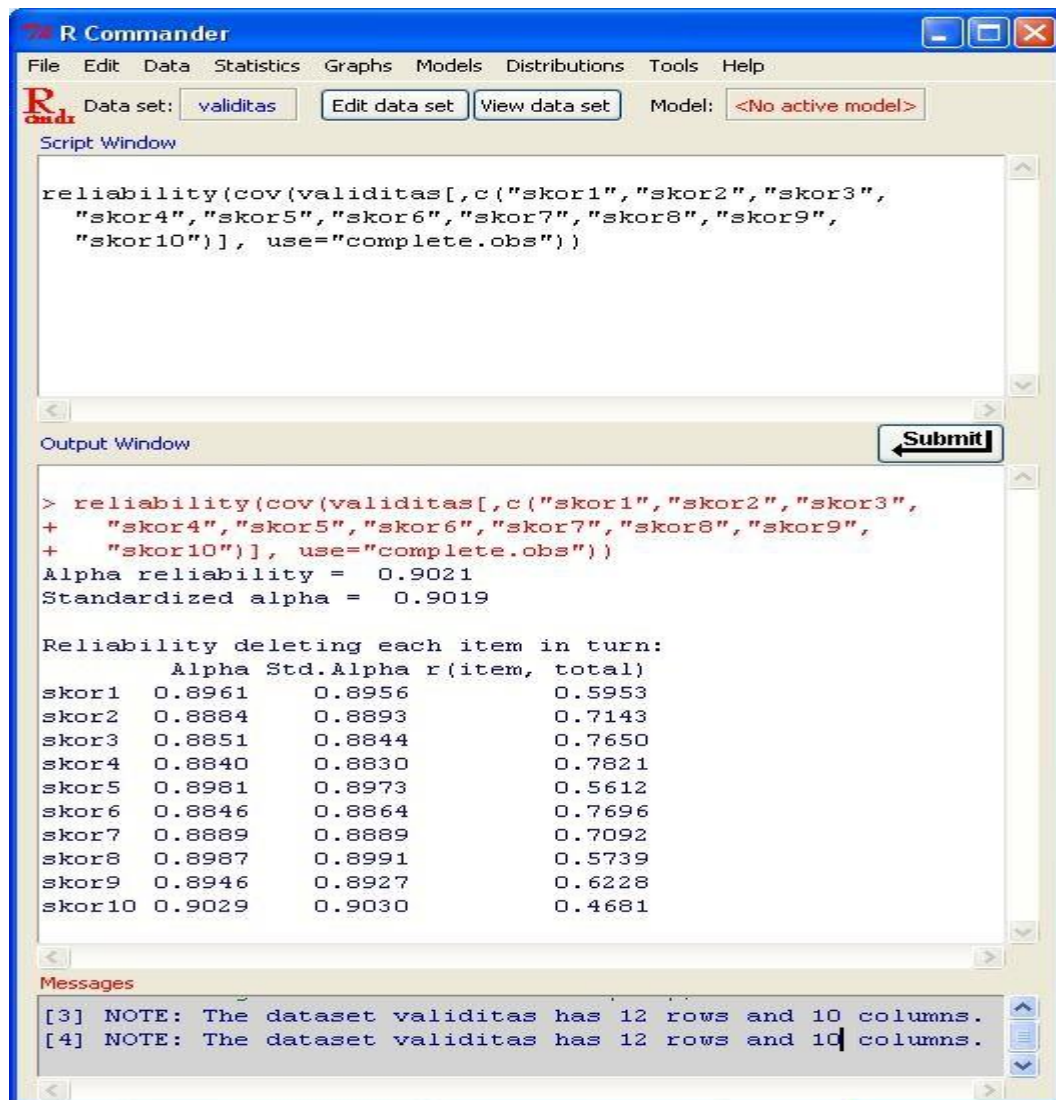 R Commander
File Edit Data Statistics Graphs Models Distributions Tools Help
R cmdr Data set: validitas Edit data set View data set Model: <No active model>
Script Window
reliability(cov(validitas[,c("skor1","skor2","skor3",
"skor4","skor5","skor6","skor7","skor8","skor9",
"skor10")], use="complete.obs"))
Output Window Submit
> reliability(cov(validitas[,c("skor1","skor2","skor3",
+ "skor4","skor5","skor6","skor7","skor8","skor9",
+ "skor10")], use="complete.obs"))
Alpha reliability = 0.9021
Standardized alpha = 0.9019
Reliability deleting each item in turn:
Alpha Std.Alpha r(item, total)
skor1 0.8961 0.8956 0.5953
skor2 0.8884 0.8893 0.7143
skor3 0.8851 0.8844 0.7650
skor4 0.8840 0.8830 0.7821
skor5 0.8981 0.8973 0.5612
skor6 0.8846 0.8864 0.7696
skor7 0.8889 0.8889 0.7092
skor8 0.8987 0.8991 0.5739
skor9 0.8946 0.8927 0.6228
skor10 0.9029 0.9030 0.4681
Messages
[3] NOTE: The dataset validitas has 12 rows and 10 columns.
[4] NOTE: The dataset validitas has 12 rows and 10 columns.